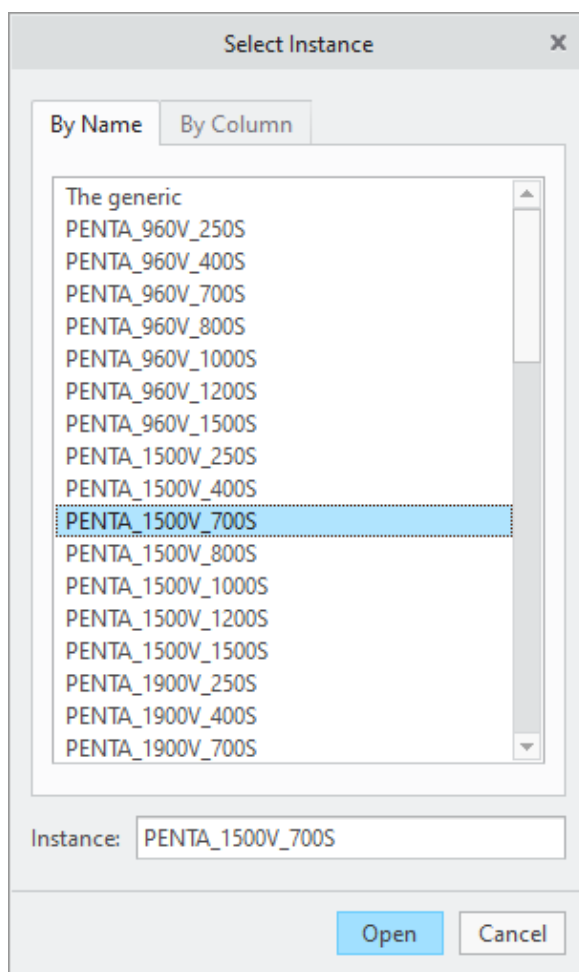 Select Instance
By Name By Column
The generic
PENTA_960V_250S
PENTA_960V_400S
PENTA_960V_700S
PENTA_960V_800S
PENTA_960V_1000S
PENTA_960V_1200S
PENTA_960V_1500S
PENTA_1500V_250S
PENTA_1500V_400S
PENTA_1500V_700S
PENTA_1500V_800S
PENTA_1500V_1000S
PENTA_1500V_1200S
PENTA_1500V_1500S
PENTA_1900V_250S
PENTA_1900V_400S
PENTA_1900V_700S
Instance: PENTA_1500V_700S
Open Cancel